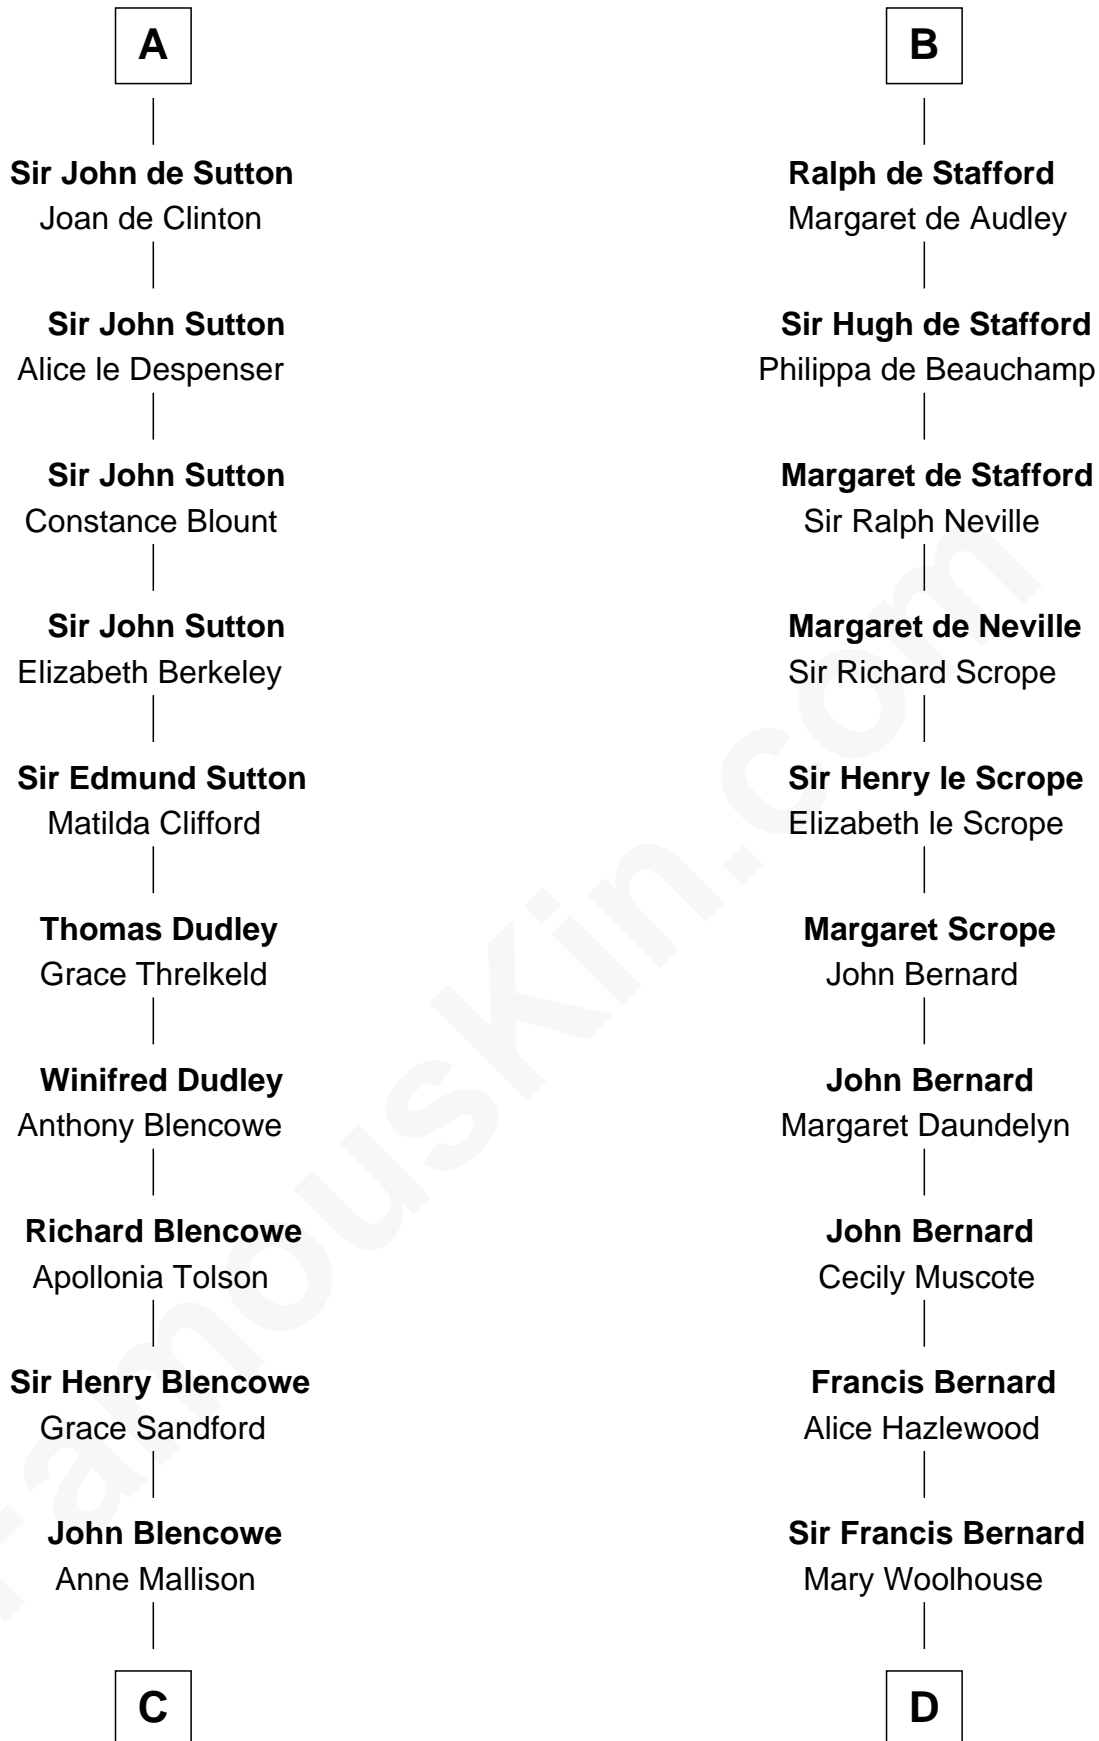 A
Sir John de Sutton
Joan de Clinton
Sir John Sutton
Alice le Despenser
Sir John Sutton
Constance Blount
Sir John Sutton
Elizabeth Berkeley
Sir Edmund Sutton
Matilda Clifford
Thomas Dudley
Grace Threlkeld
Winifred Dudley
Anthony Blencowe
Richard Blencowe
Apollonia Tolson
Sir Henry Blencowe
Grace Sandford
John Blencowe
Anne Mallison
C
B
Ralph de Stafford
Margaret de Audley
Sir Hugh de Stafford
Philippa de Beauchamp
Margaret de Stafford
Sir Ralph Neville
Margaret de Neville
Sir Richard Scrope
Sir Henry le Scrope
Elizabeth le Scrope
Margaret Scrope
John Bernard
John Bernard
Margaret Daundelyn
John Bernard
Cecily Muscote
Francis Bernard
Alice Hazlewood
Sir Francis Bernard
Mary Woolhouse
D
FamousKin.com